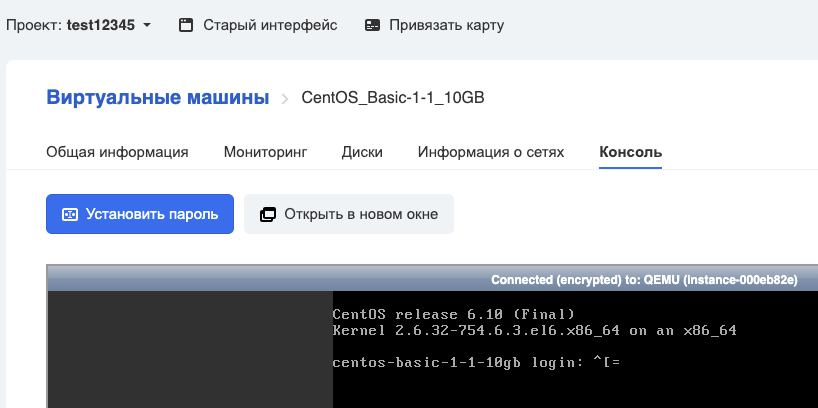 Проект: test12345 Старый интерфейс Привязать карту
Виртуальные машины > CentOS_Basic-1-1_10GB
Общая информация Мониторинг Диски Информация о сетях Консоль
Установить пароль Открыть в новом окне
Connected (encrypted) to: QEMU (instance-000eb82e)
CentOS release 6.10 (Final)
Kernel 2.6.32-754.6.3.el6.x86_64 on an x86_64
centos-basic-1-1-10gb login: ^[=